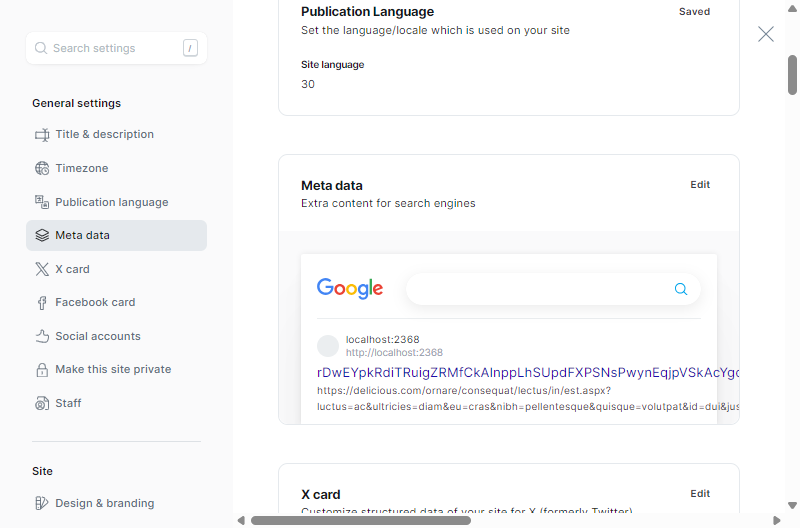 Search settings
/
General settings
Title & description
Timezone
Publication language
Meta data
X card
Facebook card
Social accounts
Make this site private
Staff
Site
Design & branding
Publication Language
Saved
Set the language/locale which is used on your site
Site language
30
Meta data
Edit
Extra content for search engines
Google
localhost:2368
http://localhost:2368
https://delicious.com/ornare/consequat/lectus/in/est.aspx?
luctus=ac&ultricies=diam&eu=cras&nibh=pellentesque&quisque=volutpat&id=dui&jus
X card
Edit
Customize structured data of your site for X (formerly Twitter)